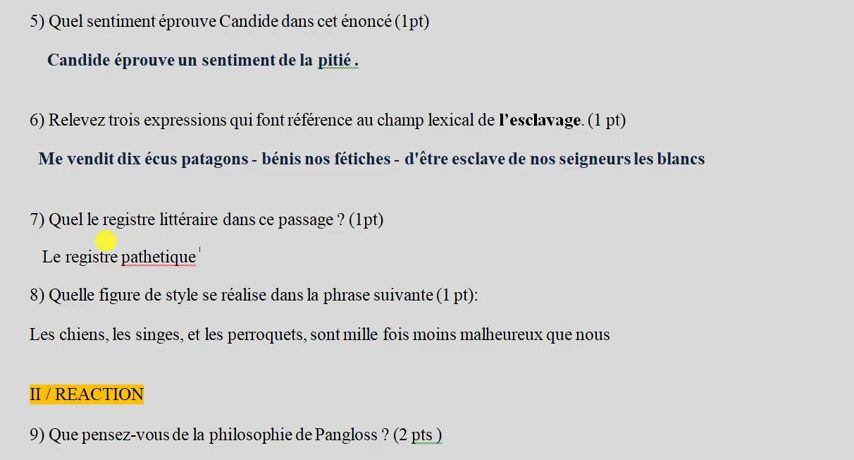 5) Quel sentiment éprouve Candide dans cet énoncé (1pt)
Candide éprouve un sentiment de la pitié .
6) Relevez trois expressions qui font référence au champ lexical de l'esclavage. (1 pt)
Me vendit dix écus patagons - bénis nos fétiches - d'être esclave de nos seigneurs les blancs
7) Quel le registre littéraire dans ce passage ? (1pt)
Le registre pathetique
8) Quelle figure de style se réalise dans la phrase suivante (1 pt):
Les chiens, les singes, et les perroquets, sont mille fois moins malheureux que nous
II / REACTION
9) Que pensez-vous de la philosophie de Pangloss ? (2 pts )